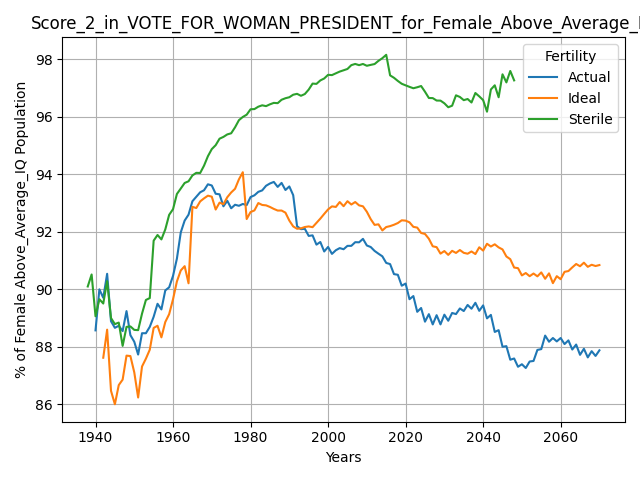 Score_2_in_VOTE_FOR_WOMAN_PRESIDENT_for_Female_Above_Average_
% of Female Above_Average_IQ Population
98
96
94
92
90
88
86
Fertility
Actual
Ideal
Sterile
1940 1960 1980 2000 2020 2040 2060
Years